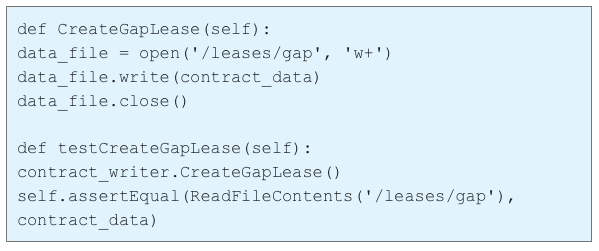 def CreateGapLease(self):
data_file = open('/leases/gap', 'w+')
data_file.write(contract_data)
data_file.close()

def testCreateGapLease(self):
contract_writer.CreateGapLease()
self.assertEqual(ReadFileContents('/leases/gap'),
contract_data)